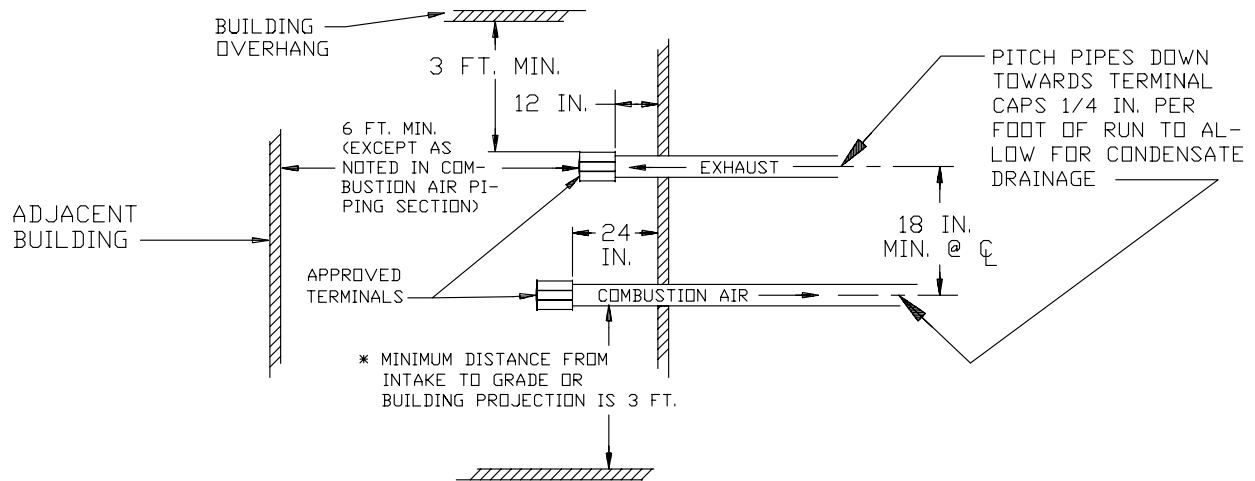 BUILDING
OVERHANG
3 FT. MIN.
12 IN.
PITCH PIPES DOWN
TOWARDS TERMINAL
CAPS 1/4 IN. PER
FOOT OF RUN TO AL-
LOW FOR CONDENSATE
DRAINAGE
6 FT. MIN.
(EXCEPT AS
NOTED IN COM-
BUSTION AIR PI-
PING SECTION)
EXHAUST
ADJACENT
BUILDING
24
IN.
18 IN.
MIN. @ ℄
APPROVED
TERMINALS
COMBUSTION AIR
* MINIMUM DISTANCE FROM
INTAKE TO GRADE OR
BUILDING PROJECTION IS 3 FT.